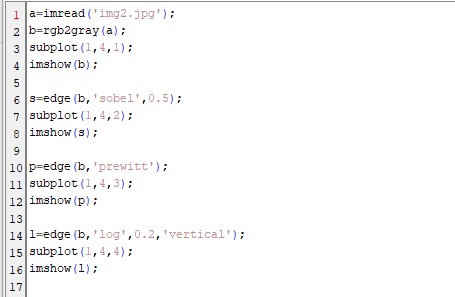 1 a=imread('img2.jpg');
2 b=rgb2gray(a);
3 subplot(1,4,1);
4 imshow(b);
5
6 s=edge(b,'sobel',0.5);
7 subplot(1,4,2);
8 imshow(s);
9
10 p=edge(b,'prewitt');
11 subplot(1,4,3);
12 imshow(p);
13
14 l=edge(b,'log',0.2,'vertical');
15 subplot(1,4,4);
16 imshow(l);
17